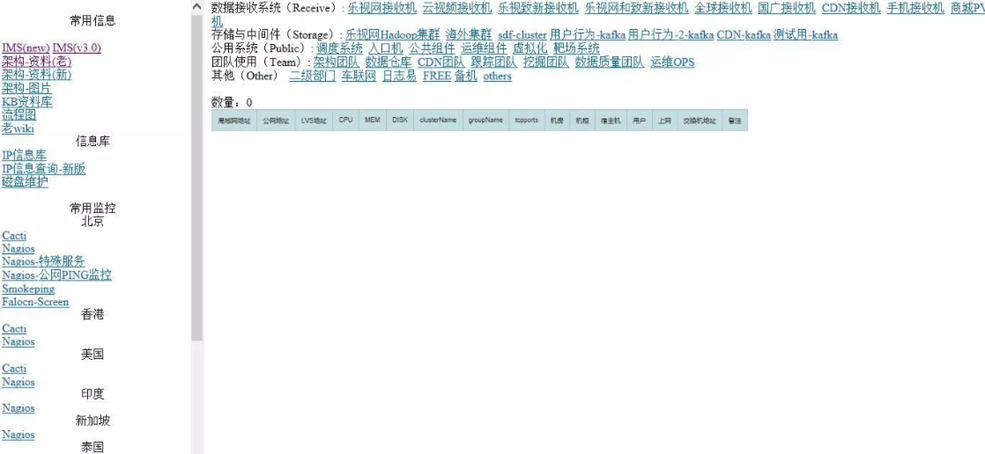 常用信息
IMS(new) IMS(v3.0)
架构-资料(老)
架构-资料(新)
架构-图片
KB资料库
流程图
老wiki
信息库
IP信息库
IP信息查询-新版
磁盘维护
常用监控
北京
Cacti
Nagios
Nagios-特殊服务
Nagios-公网PING监控
Smokeping
Falocn-Screen
香港
Cacti
Nagios
美国
Cacti
Nagios
印度
Nagios
新加坡
Nagios
泰国
数据接收系统（Receive）: 乐视网接收机 云视频接收机 乐视致新接收机 乐视网和致新接收机 全球接收机 国广接收机 CDN接收机 手机接收机 商城PV
机
存储与中间件（Storage）: 乐视网Hadoop集群 海外集群 sdf-cluster 用户行为-kafka 用户行为-2-kafka CDN-kafka 测试用-kafka
公用系统（Public）: 调度系统 入口机 公共组件 运维组件 虚拟化 靶场系统
团队使用（Team）: 架构团队 数据仓库 CDN团队 跟踪团队 挖掘团队 数据质量团队 运维OPS
其他（Other） 二级部门 车联网 日志易 FREE 备机 others
数量：0
局域网地址 公网地址 LVS地址 CPU MEM DISK clusterName groupName tcpports 机房 机柜 宿主机 用户 上网 交换机地址 备注